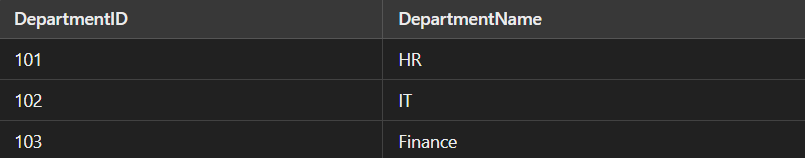 DepartmentID DepartmentName
101 HR
102 IT
103 Finance